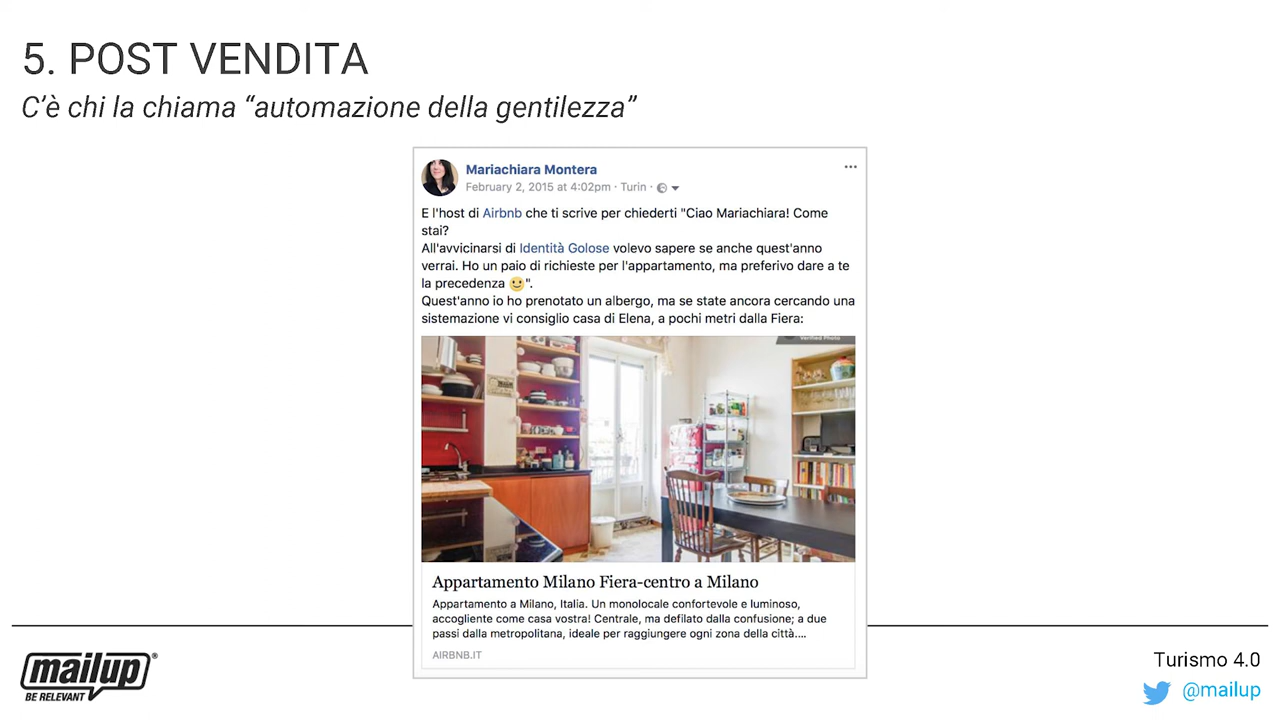 5. POST VENDITA
C'è chi la chiama “automazione della gentilezza”
Mariachiara Montera
February 2, 2015 at 4:02pm · Turin ·
E l'host di Airbnb che ti scrive per chiederti "Ciao Mariachiara! Come
stai?
All'avvicinarsi di Identità Golose volevo sapere se anche quest'anno
verrai. Ho un paio di richieste per l'appartamento, ma preferivo dare a te
la precedenza 🙂".
Quest'anno io ho prenotato un albergo, ma se state ancora cercando una
sistemazione vi consiglio casa di Elena, a pochi metri dalla Fiera:
Verified Photo
Appartamento Milano Fiera-centro a Milano
Appartamento a Milano, Italia. Un monolocale confortevole e luminoso,
accogliente come casa vostra! Centrale, ma defilato dalla confusione; a due
passi dalla metropolitana, ideale per raggiungere ogni zona della città....
AIRBNB.IT
mailup®
BE RELEVANT
Turismo 4.0
@mailup